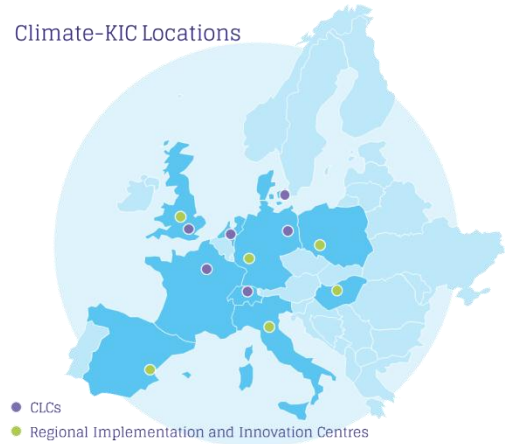 Climate-KIC Locations
CLCs
Regional Implementation and Innovation Centres